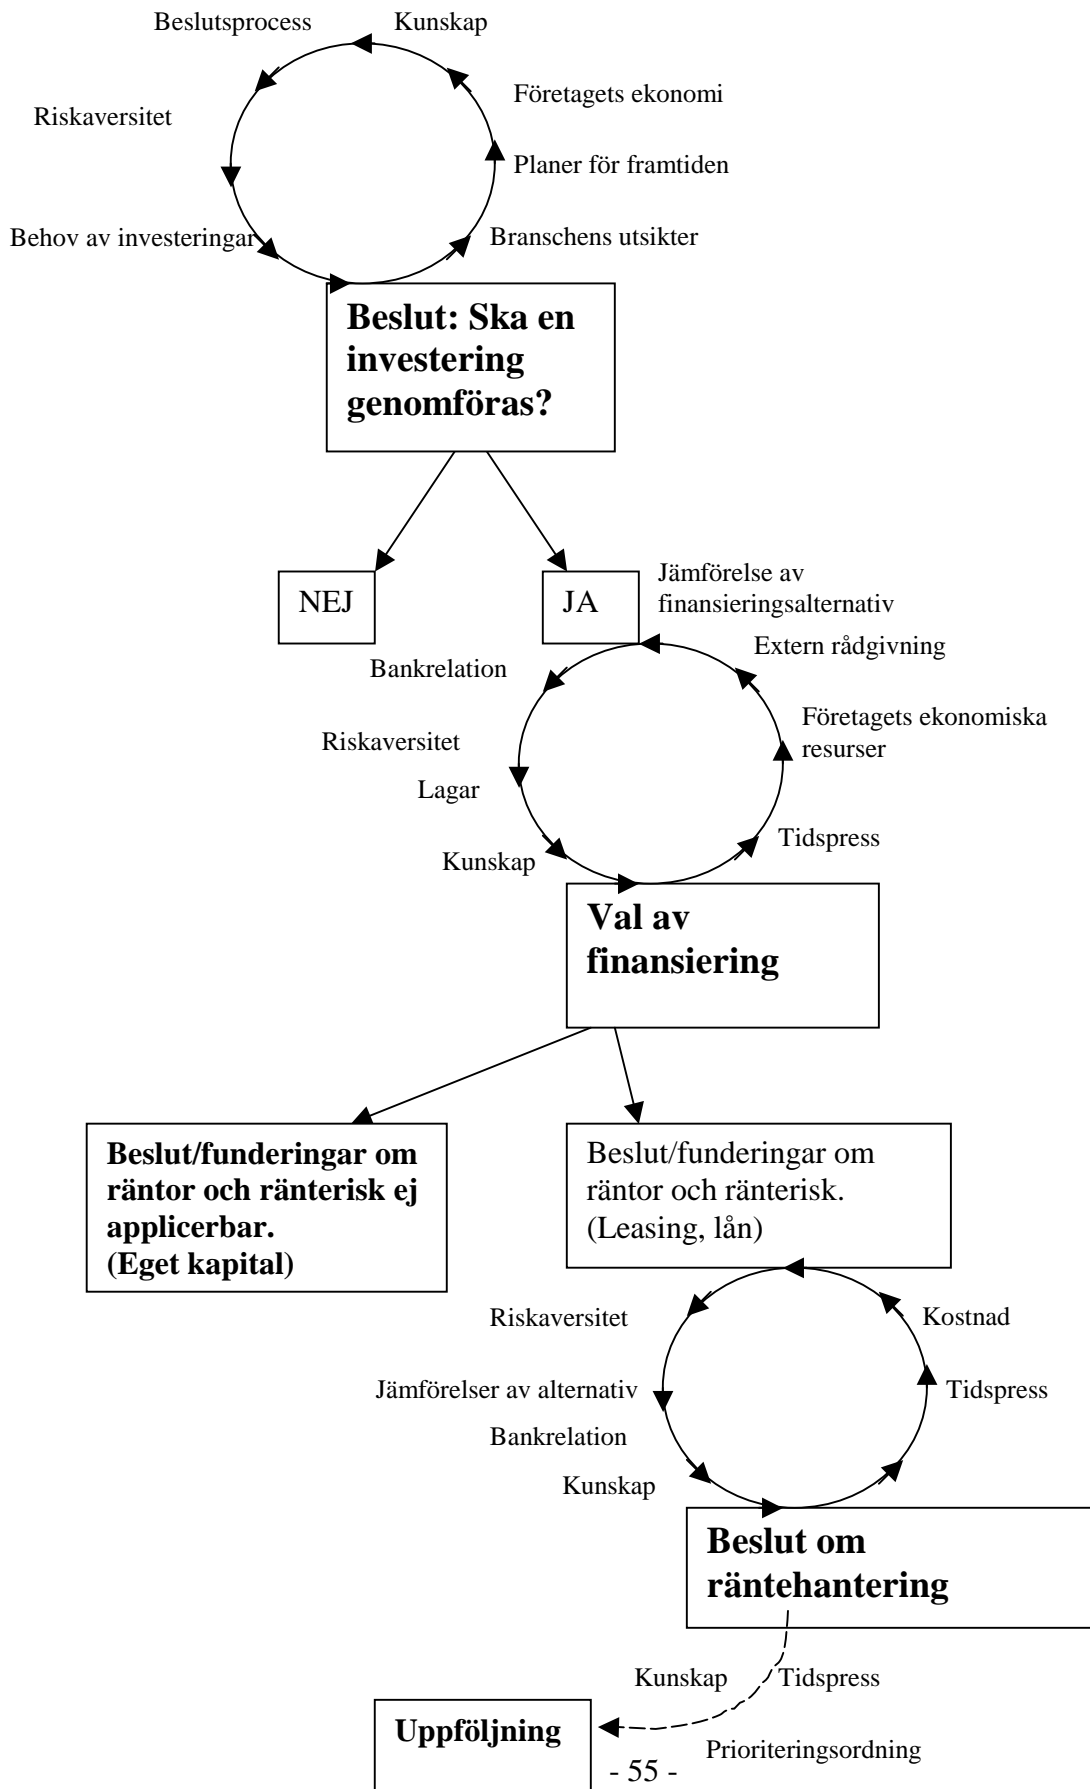 Beslutsprocess
Kunskap
Företagets ekonomi
Riskaversitet
Planer för framtiden
Behov av investeringar
Branschens utsikter
Beslut: Ska en
investering
genomföras?
NEJ
JA
Jämförelse av
finansieringsalternativ
Extern rådgivning
Bankrelation
Företagets ekonomiska
resurser
Riskaversitet
Lagar
Tidspress
Kunskap
Val av
finansiering
Beslut/funderingar om
räntor och ränterisk ej
applicerbar.
(Eget kapital)
Beslut/funderingar om
räntor och ränterisk.
(Leasing, lån)
Riskaversitet
Kostnad
Jämförelser av alternativ
Tidspress
Bankrelation
Kunskap
Beslut om
räntehantering
Kunskap
Tidspress
Uppföljning
Prioriteringsordning
- 55 -